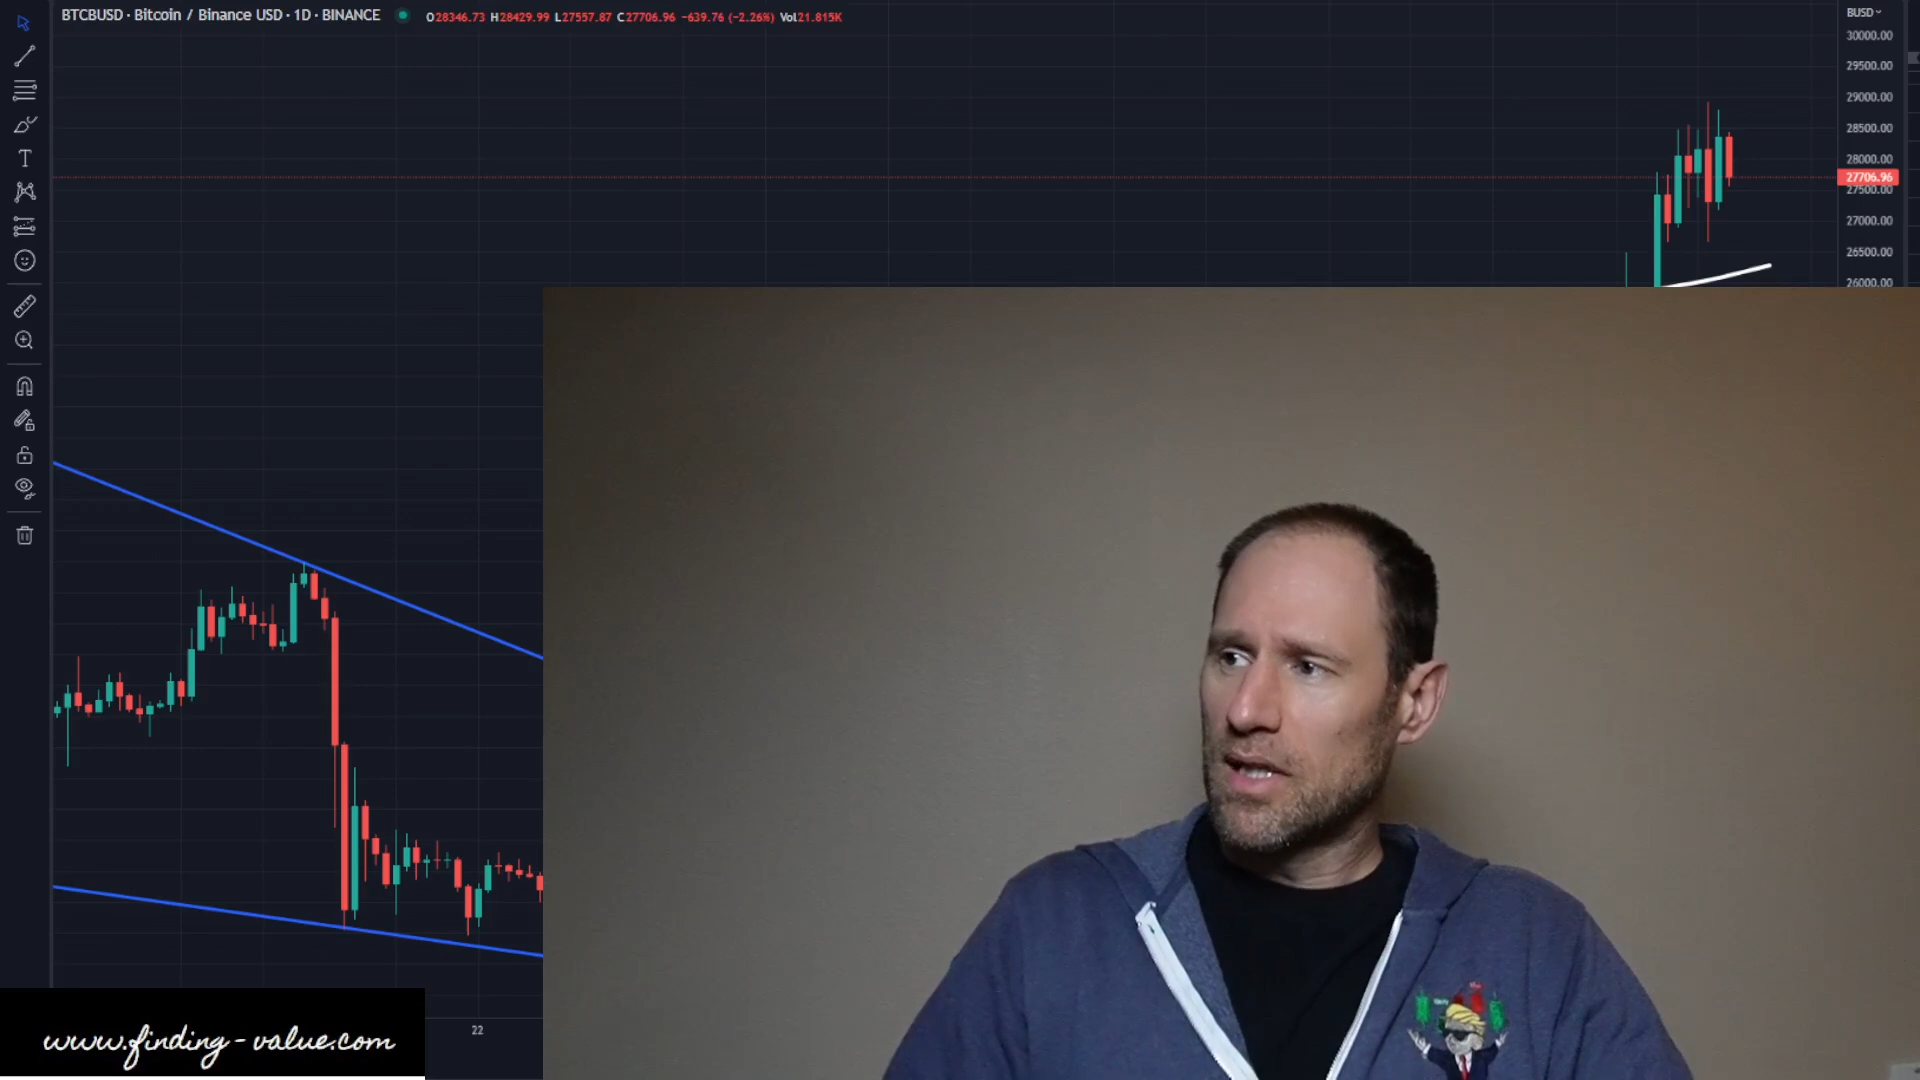 BTCBUSD · Bitcoin / Binance USD · 1D · BINANCE
O28346.73 H28429.99 L27557.87 C27706.96 −639.76 (−2.26%) Vol21.815K
BUSD
30000.00
29500.00
29000.00
28500.00
28000.00
27706.96
27500.00
27000.00
26500.00
26000.00
22
www.finding-value.com